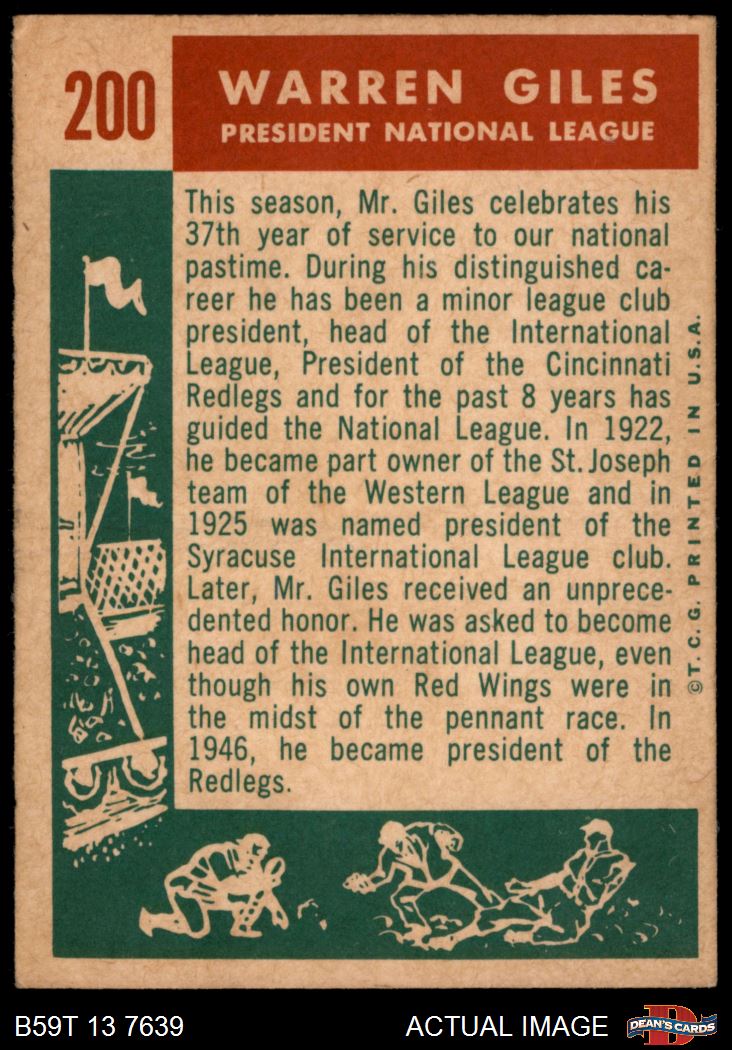 200
WARREN GILES
PRESIDENT NATIONAL LEAGUE
This season, Mr. Giles celebrates his
37th year of service to our national
pastime. During his distinguished ca-
reer he has been a minor league club
president, head of the International
League, President of the Cincinnati
Redlegs and for the past 8 years has
guided the National League. In 1922,
he became part owner of the St. Joseph
team of the Western League and in
1925 was named president of the
Syracuse International League club.
Later, Mr. Giles received an unprece-
dented honor. He was asked to become
head of the International League, even
though his own Red Wings were in
the midst of the pennant race. In
1946, he became president of the
Redlegs.
©T. C. G. PRINTED IN U.S.A.
B59T 13 7639
ACTUAL IMAGE
D
DEAN'S CARDS